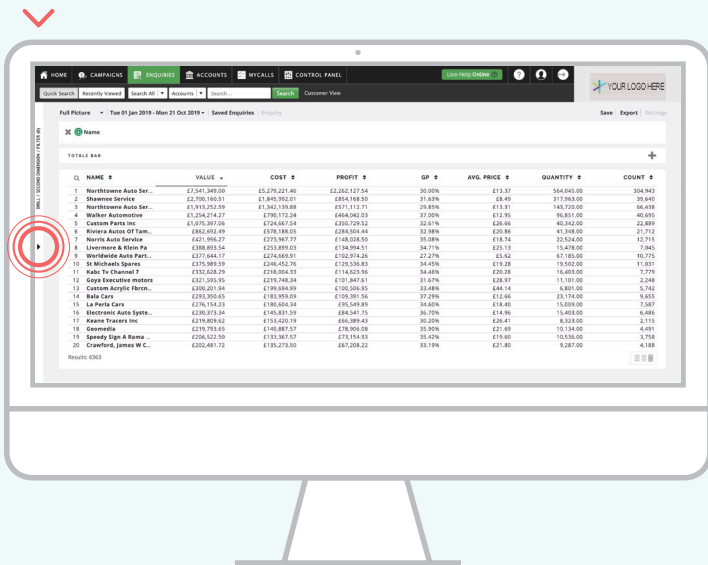 HOME CAMPAIGNS ENQUIRIES ACCOUNTS MYCALLS CONTROL PANEL Live Help Online ?
Quick Search Recently Viewed Search All Accounts Search... Search Customer View
YOUR LOGO HERE
Full Picture Tue 01 Jan 2019 - Mon 21 Oct 2019 Saved Enquiries Enquiry Save Export Settings
Name
DRILL / SECOND DIMENSION / FILTER (0)
TOTALS BAR
NAME VALUE COST PROFIT GP AVG. PRICE QUANTITY COUNT
1 Northtowne Auto Ser... £7,541,349.00 £5,279,221.46 £2,262,127.54 30.00% £13.37 564,045.00 304,943
2 Shawnee Service £2,700,160.51 £1,845,992.01 £854,168.50 31.63% £8.49 317,963.00 39,640
3 Northtowne Auto Ser... £1,913,252.59 £1,342,139.88 £571,112.71 29.85% £13.31 143,720.00 66,438
4 Walker Automotive £1,254,214.27 £790,172.24 £464,042.03 37.00% £12.95 96,851.00 40,695
5 Custom Parts inc £1,075,397.06 £724,667.54 £350,729.52 32.61% £26.66 40,342.00 22,889
6 Riviera Autos Of Tam... £862,692.49 £578,188.05 £284,504.44 32.98% £20.86 41,348.00 21,712
7 Norris Auto Service £421,996.27 £273,967.77 £148,028.50 35.08% £18.74 22,524.00 12,715
8 Livermore & Klein Pa £388,893.54 £253,899.03 £134,994.51 34.71% £25.13 15,478.00 7,045
9 Worldwide Auto Part... £377,644.17 £274,669.91 £102,974.26 27.27% £5.62 67,185.00 10,775
10 St Michaels Spares £375,989.59 £246,452.76 £129,536.83 34.45% £19.28 19,502.00 11,031
11 Kabc Tv Channel 7 £332,628.29 £218,004.33 £114,623.96 34.46% £20.28 16,403.00 7,779
12 Goya Executive motors £321,595.95 £219,748.34 £101,847.61 31.67% £28.97 11,101.00 2,248
13 Custom Acrylic Fbrcn... £300,201.94 £199,694.99 £100,506.95 33.48% £44.14 6,801.00 5,742
14 Bala Cars £293,350.65 £183,959.09 £109,391.56 37.29% £12.66 23,174.00 9,655
15 La Perla Cars £276,154.23 £180,604.34 £95,549.89 34.60% £18.40 15,009.00 7,587
16 Electronic Auto Syste... £230,373.34 £145,831.59 £84,541.75 36.70% £14.96 15,403.00 6,486
17 Keane Tracers Inc £219,809.62 £153,420.19 £66,389.43 30.20% £26.41 8,323.00 2,115
18 Geomedia £219,793.65 £140,887.57 £78,906.08 35.90% £21.69 10,134.00 4,491
19 Speedy Sign A Rama ... £206,522.50 £133,367.57 £73,154.93 35.42% £19.60 10,536.00 3,758
20 Crawford, James W C... £202,481.72 £135,273.50 £67,208.22 33.19% £21.80 9,287.00 4,188
Results: 6363